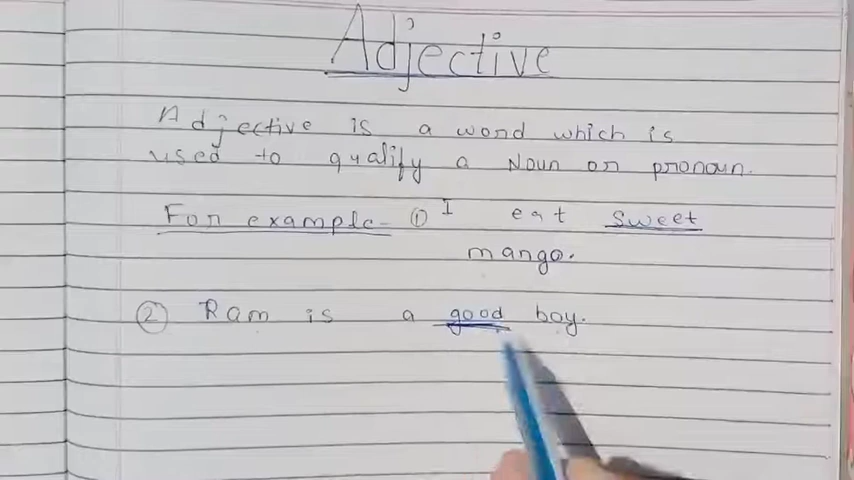 Adjective
Adjective is a word which is
used to qualify a Noun or pronoun.
For example- ① I eat sweet
mango.
② Ram is a good boy.